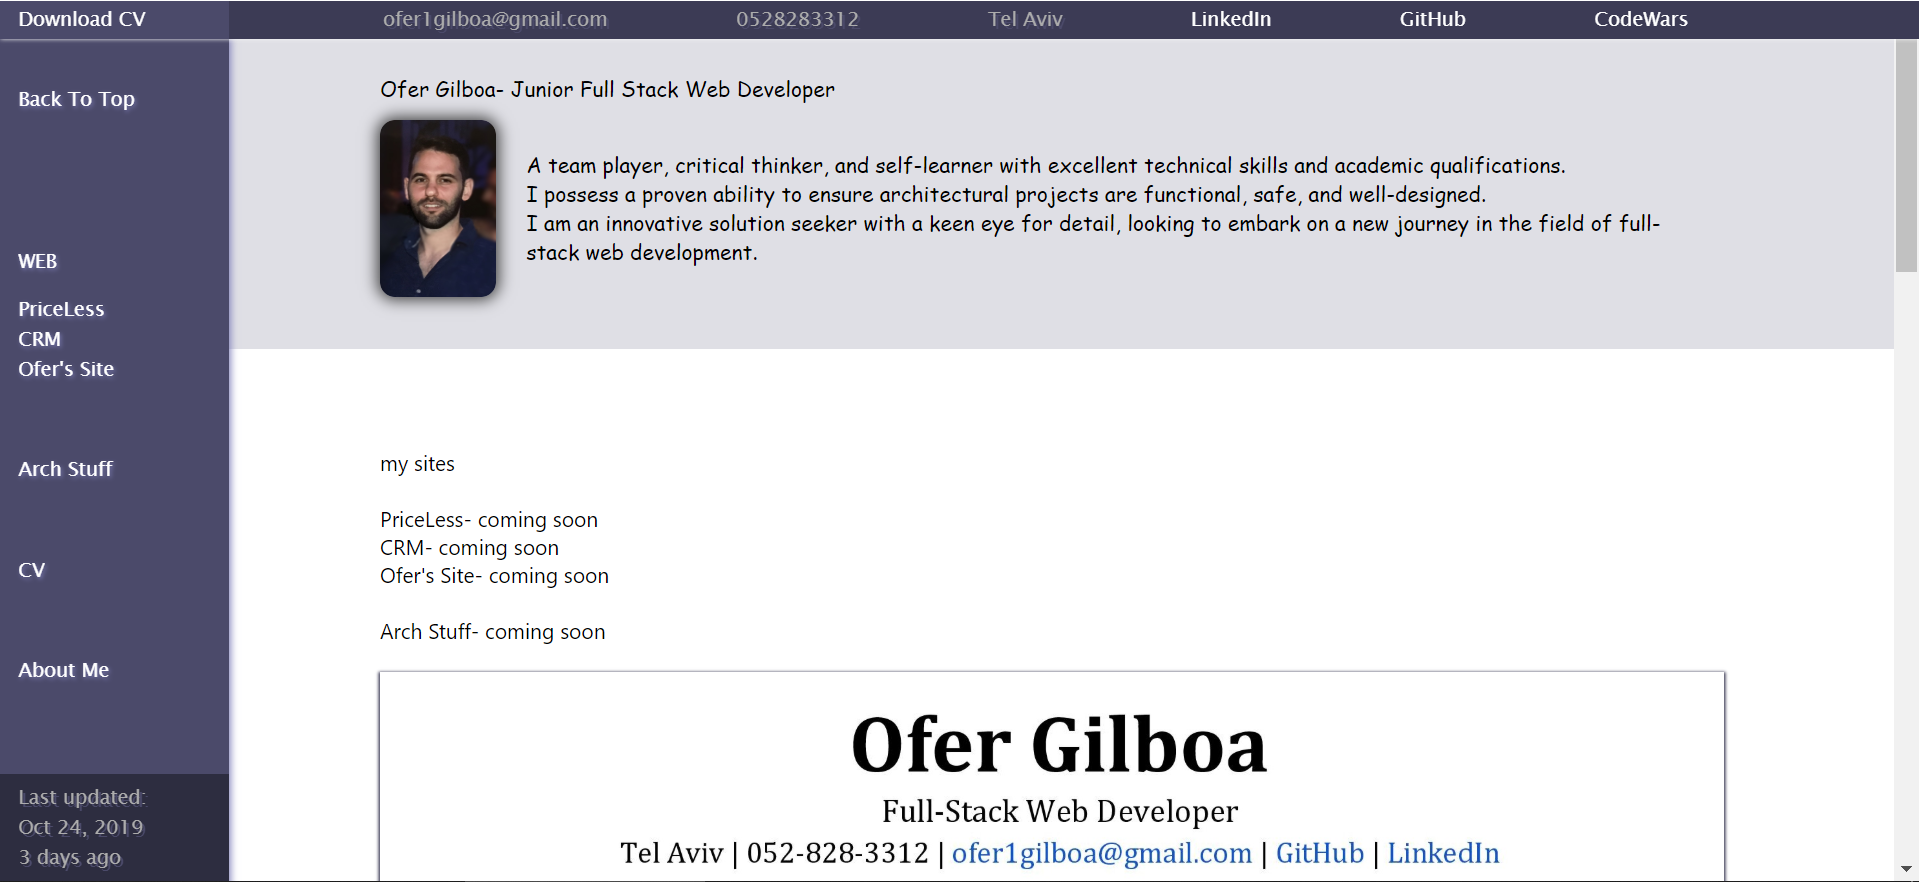 Download CV
ofer1gilboa@gmail.com
0528283312
Tel Aviv
LinkedIn
GitHub
CodeWars
Back To Top
WEB
PriceLess
CRM
Ofer's Site
Arch Stuff
CV
About Me
Last updated:
Oct 24, 2019
3 days ago
Ofer Gilboa- Junior Full Stack Web Developer
A team player, critical thinker, and self-learner with excellent technical skills and academic qualifications.
I possess a proven ability to ensure architectural projects are functional, safe, and well-designed.
I am an innovative solution seeker with a keen eye for detail, looking to embark on a new journey in the field of full-
stack web development.
my sites
PriceLess- coming soon
CRM- coming soon
Ofer's Site- coming soon
Arch Stuff- coming soon
Ofer Gilboa
Full-Stack Web Developer
Tel Aviv | 052-828-3312 | ofer1gilboa@gmail.com | GitHub | LinkedIn